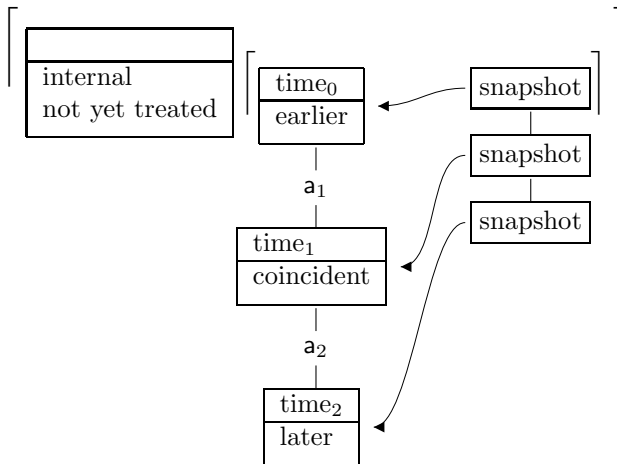 internal
not yet treated
time₀
earlier
a₁
time₁
coincident
a₂
time₂
later
snapshot
snapshot
snapshot